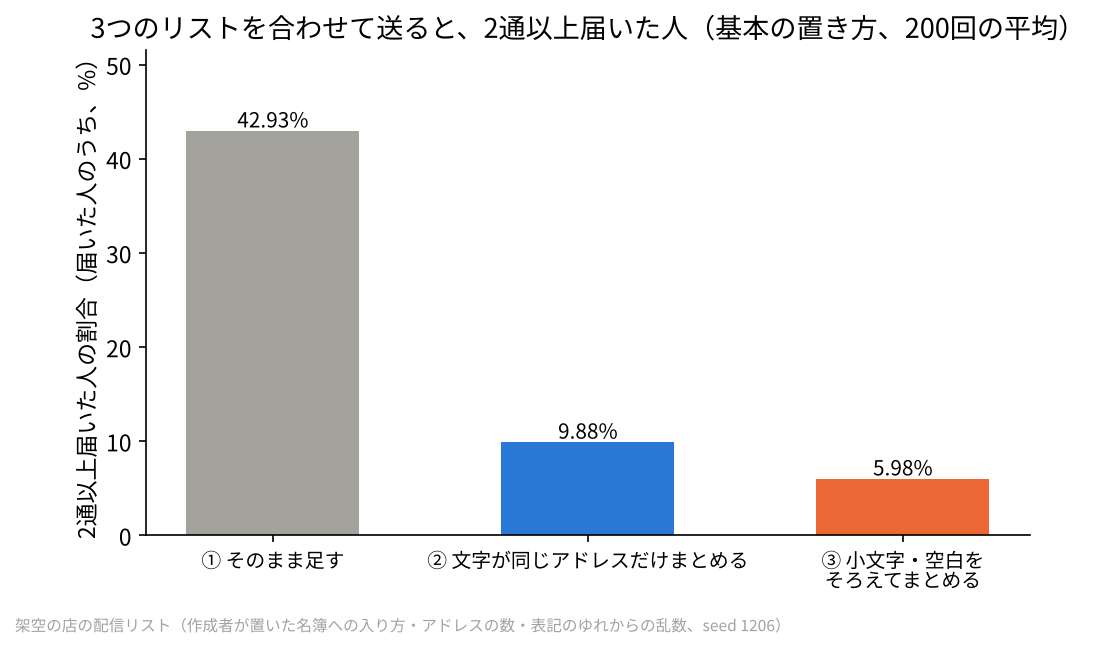 3つのリストを合わせて送ると、2通以上届いた人（基本の置き方、200回の平均）
2通以上届いた人の割合（届いた人のうち、%）
50
40
30
20
10
0
42.93%
9.88%
5.98%
① そのまま足す
② 文字が同じアドレスだけまとめる
③ 小文字・空白を
そろえてまとめる
架空の店の配信リスト（作成者が置いた名簿への入り方・アドレスの数・表記のゆれからの乱数、seed 1206）